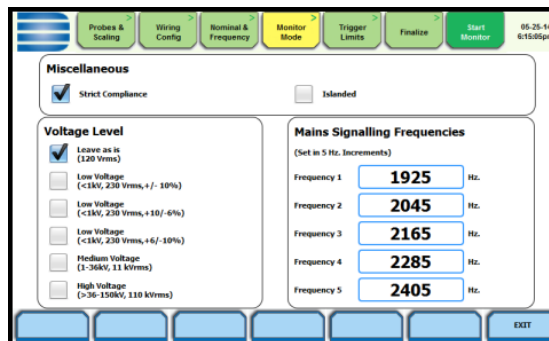 Probes &
Scaling
Wiring
Config
Nominal &
Frequency
Monitor
Mode
Trigger
Limits
Finalize
Start
Monitor
6:15:05pm
Miscellaneous
Strict Compliance
Islanded
Voltage Level
Leave as is
(120 Vrms)
Low Voltage
(<1kV, 230 Vrms,+/- 10%)
Low Voltage
(<1kV, 230 Vrms,+10/-6%)
Low Voltage
(<1kV, 230 Vrms,+6/-10%)
Medium Voltage
(1-36kV, 11 kVrms)
High Voltage
(>36-150kV, 110 kVrms)
Mains Signalling Frequencies
(Set in 5 Hz. Increments)
Frequency 1 1925 Hz.
Frequency 2 2045 Hz.
Frequency 3 2165 Hz.
Frequency 4 2285 Hz.
Frequency 5 2405 Hz.
EXIT